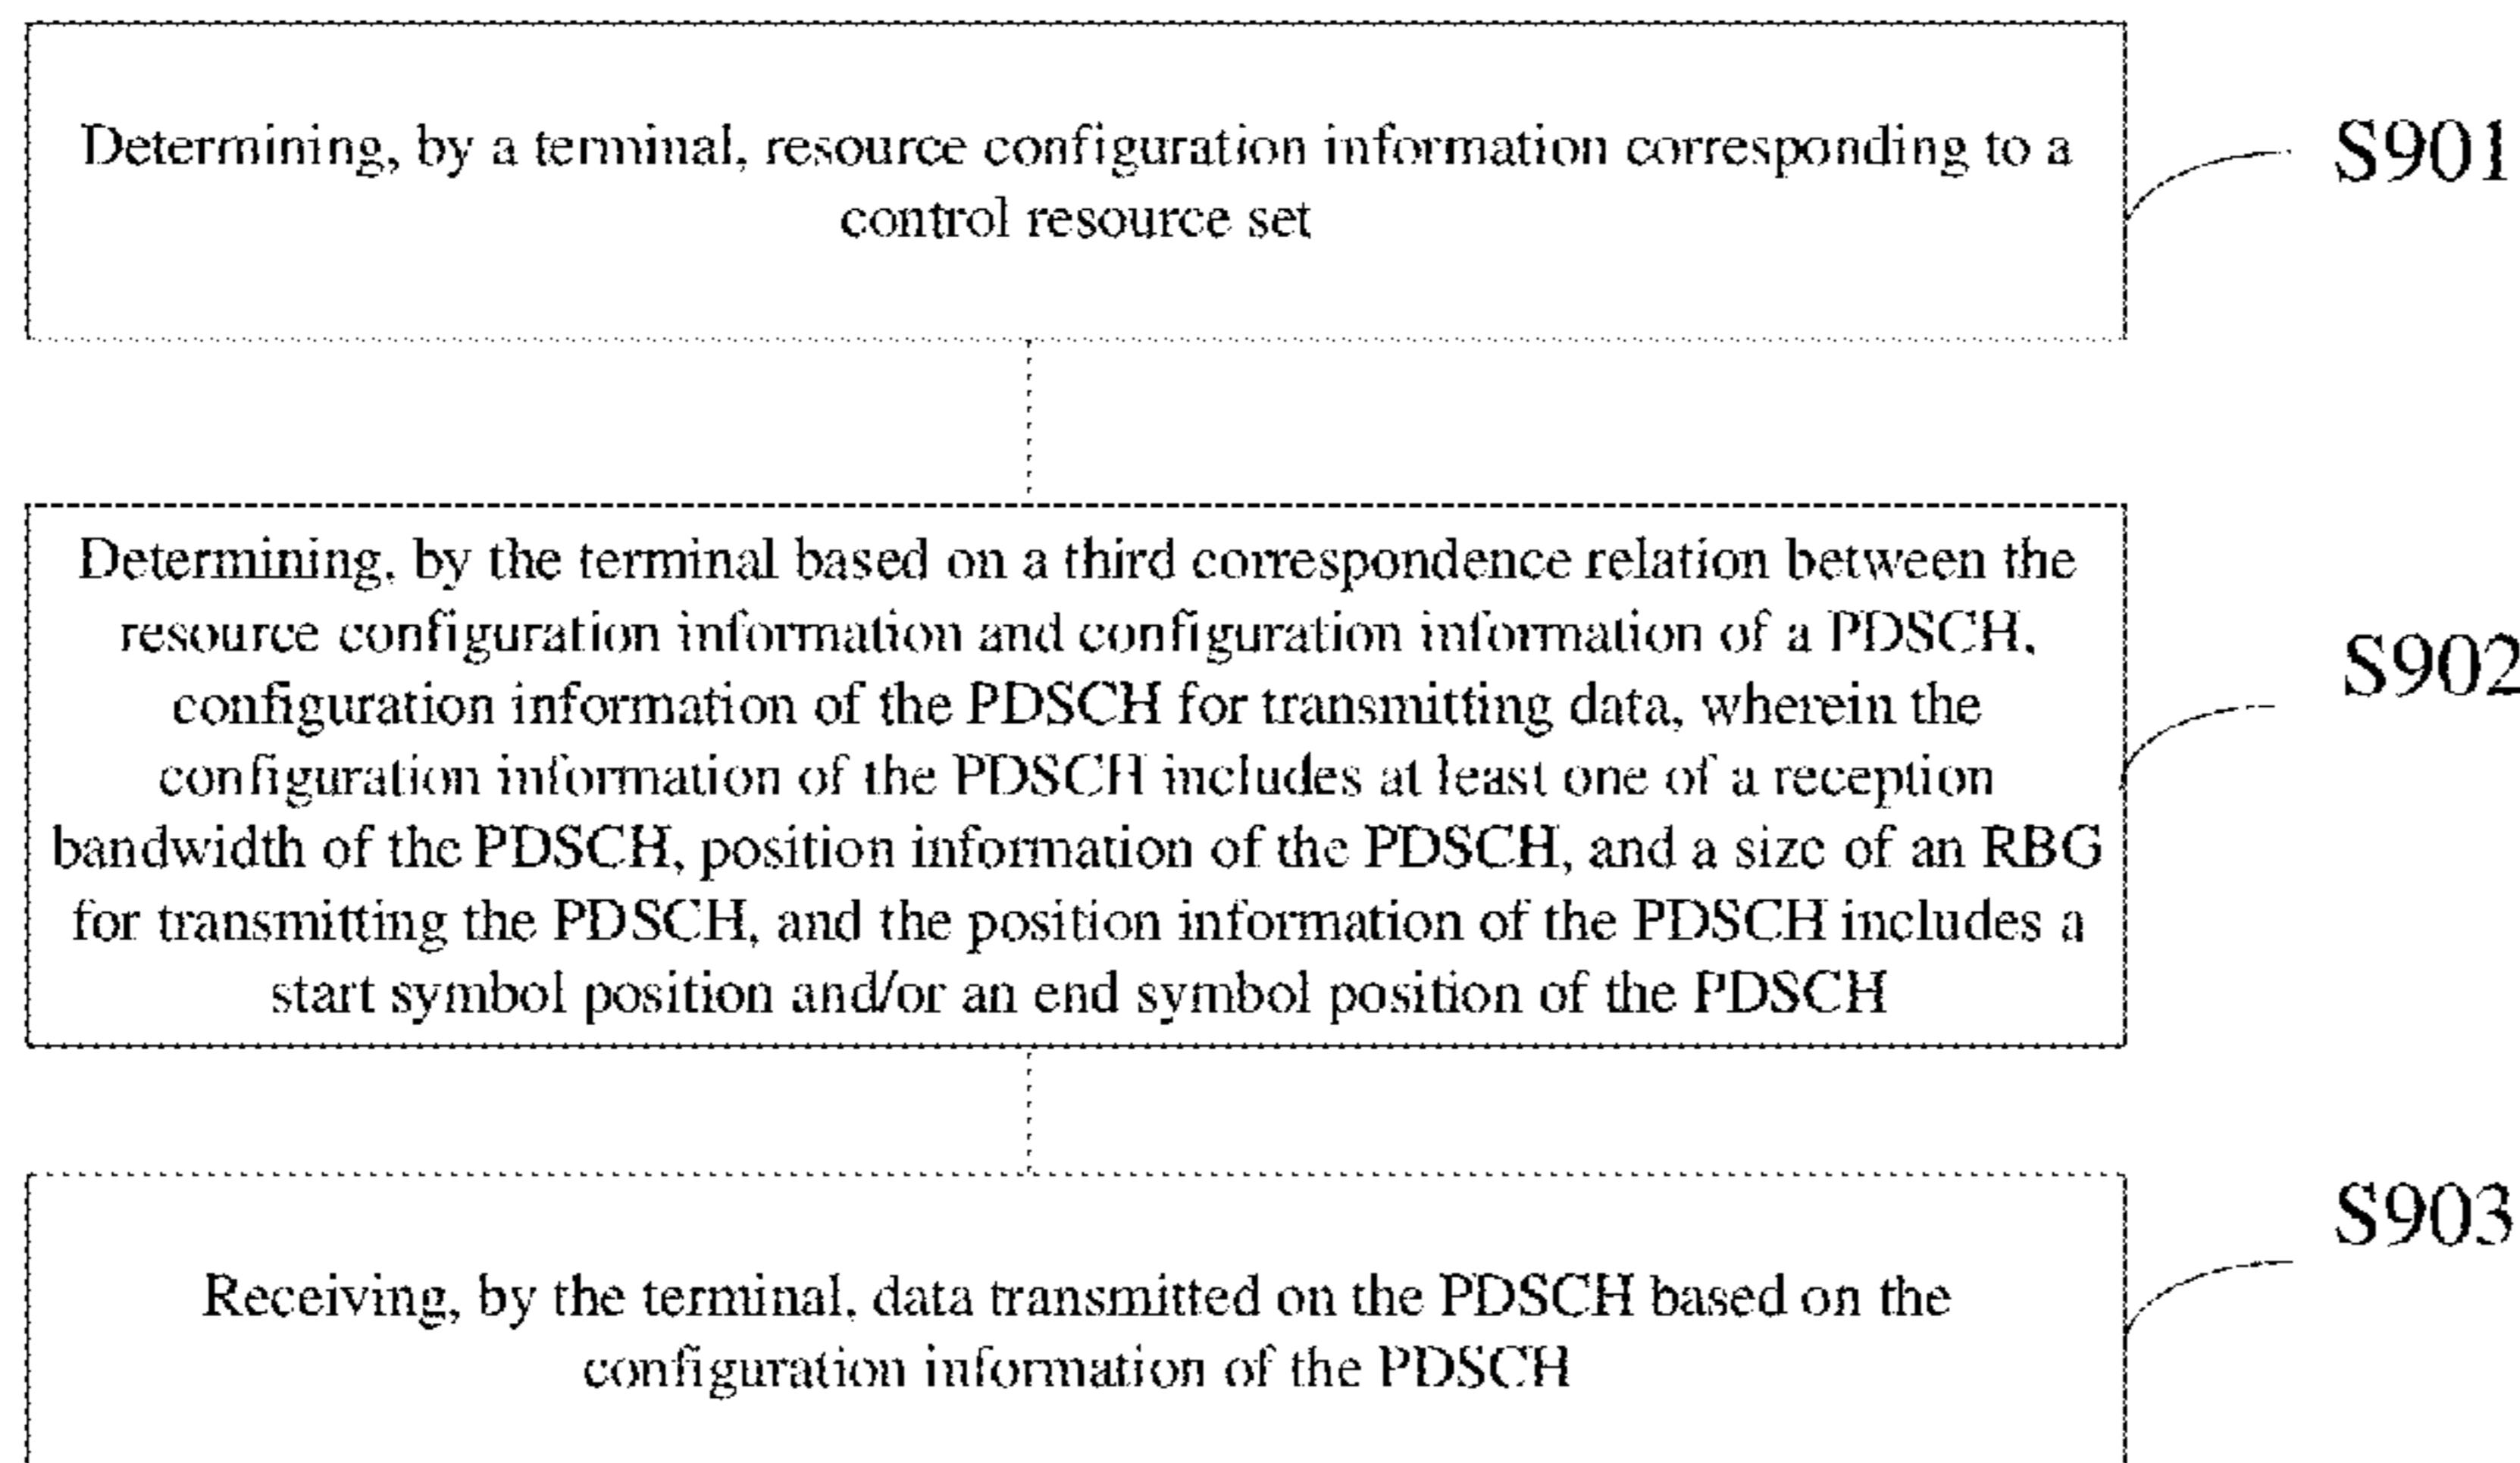 Determining, by a terminal, resource configuration information corresponding to a
control resource set
S901
Determining, by the terminal based on a third correspondence relation between the
resource configuration information and configuration information of a PDSCH,
configuration information of the PDSCH for transmitting data, wherein the
configuration information of the PDSCH includes at least one of a reception
bandwidth of the PDSCH, position information of the PDSCH, and a size of an RBG
for transmitting the PDSCH, and the position information of the PDSCH includes a
start symbol position and/or an end symbol position of the PDSCH
S902
Receiving, by the terminal, data transmitted on the PDSCH based on the
configuration information of the PDSCH
S903